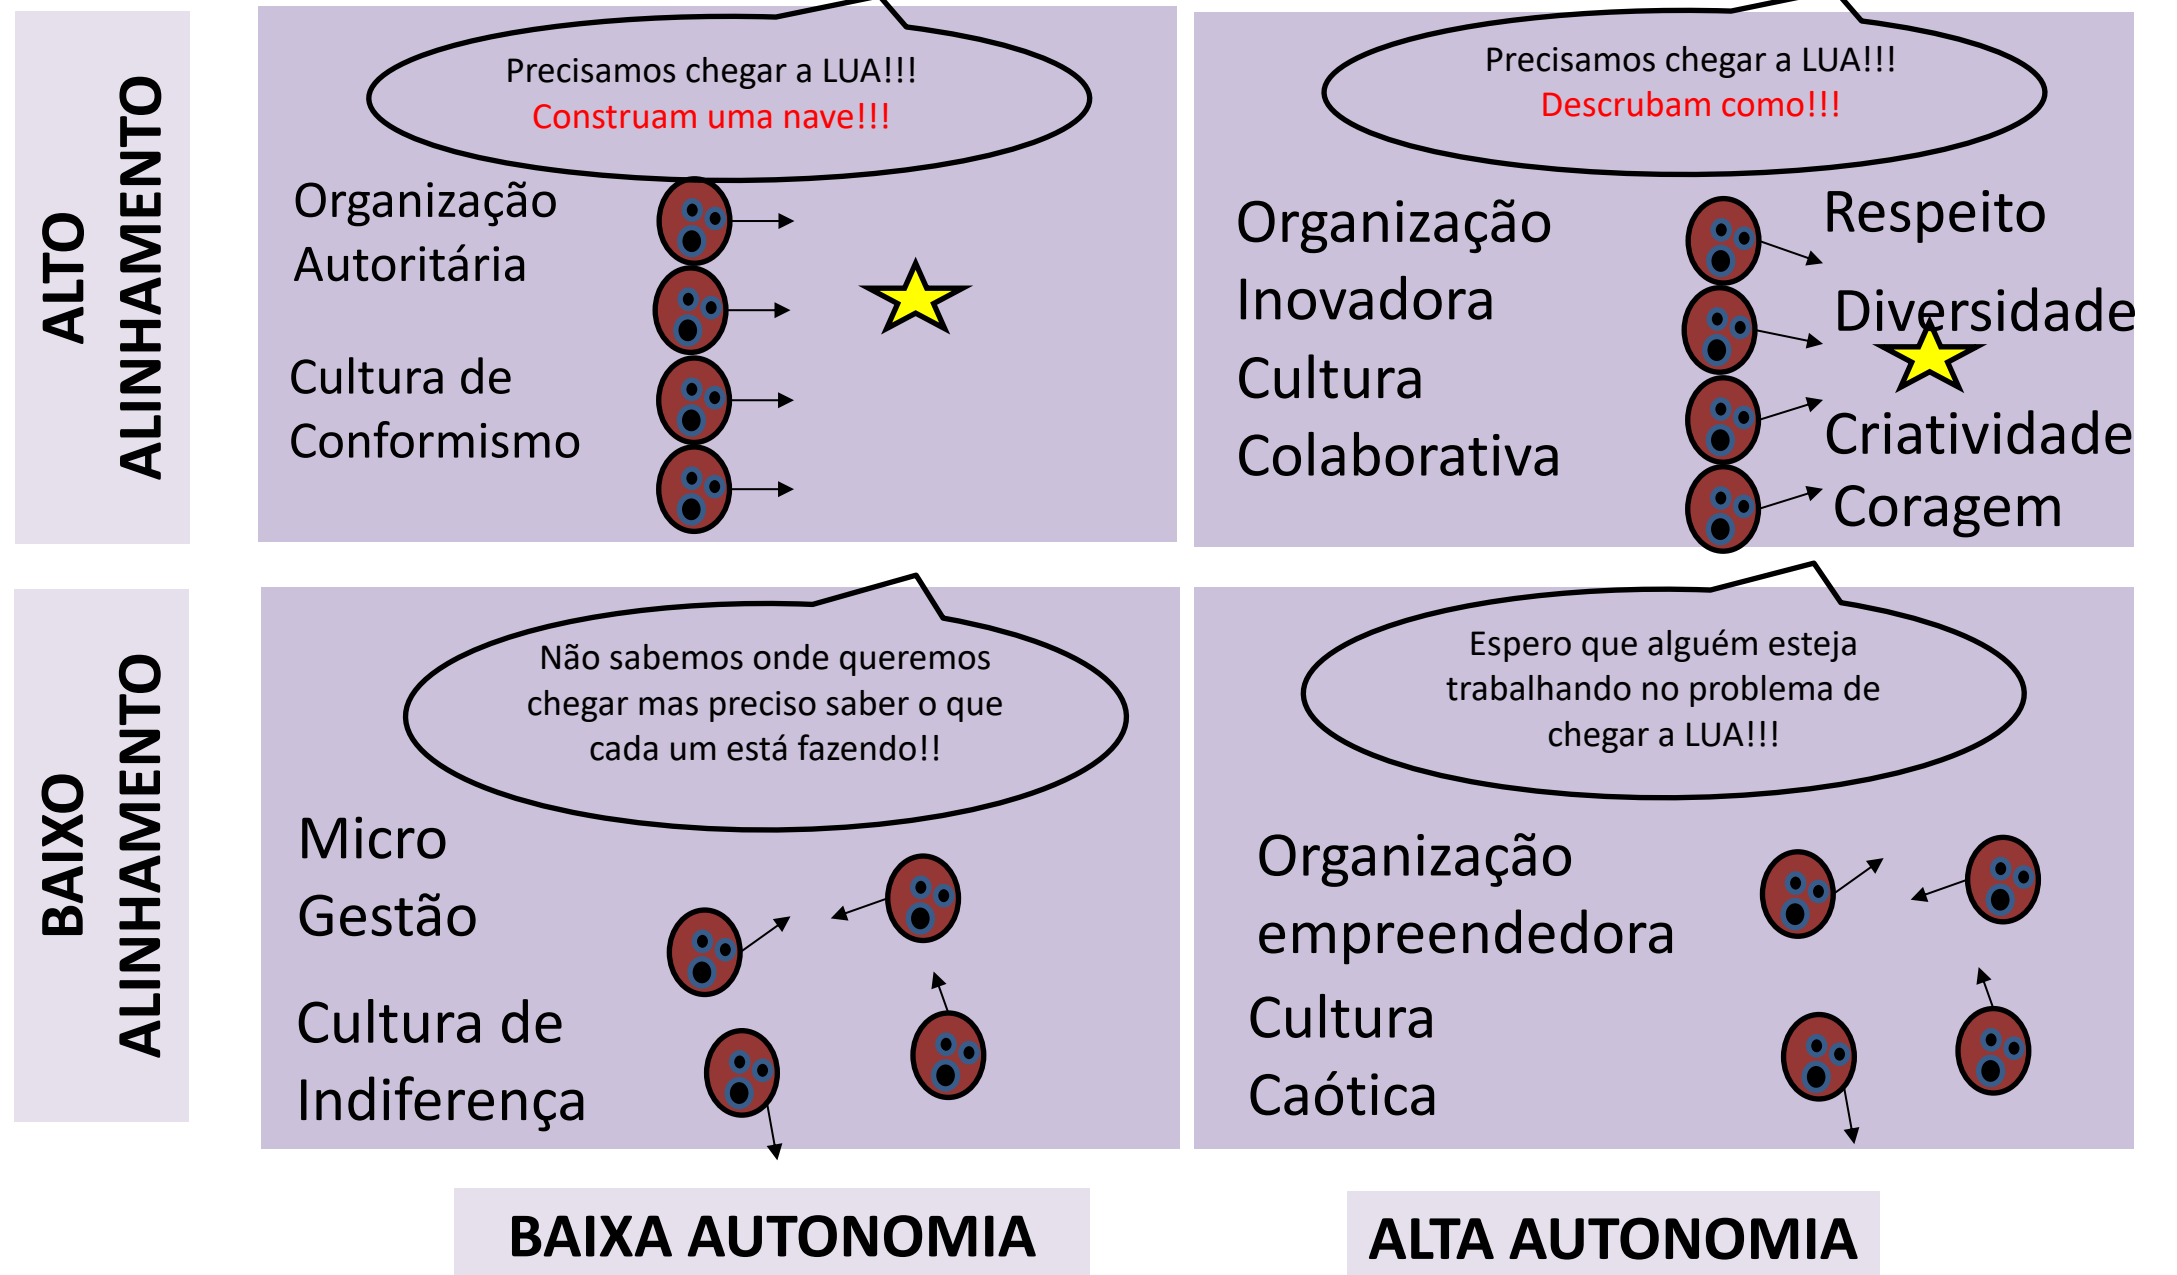 ALTO
ALINHAMENTO
Precisamos chegar a LUA!!!
Construam uma nave!!!
Organização
Autoritária
Cultura de
Conformismo
Precisamos chegar a LUA!!!
Descrubam como!!!
Organização
Inovadora
Cultura
Colaborativa
Respeito
Diversidade
Criatividade
Coragem
BAIXO
ALINHAMENTO
Não sabemos onde queremos
chegar mas preciso saber o que
cada um está fazendo!!
Micro
Gestão
Cultura de
Indiferença
Espero que alguém esteja
trabalhando no problema de
chegar a LUA!!!
Organização
empreendedora
Cultura
Caótica
BAIXA AUTONOMIA
ALTA AUTONOMIA